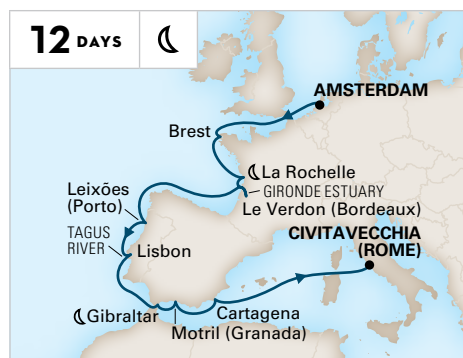 12 DAYS
AMSTERDAM
Brest
La Rochelle
GIRONDE ESTUARY
Le Verdon (Bordeaux)
Leixões
(Porto)
TAGUS
RIVER
Lisbon
CIVITAVECCHIA
(ROME)
Gibraltar
Cartagena
Motril (Granada)